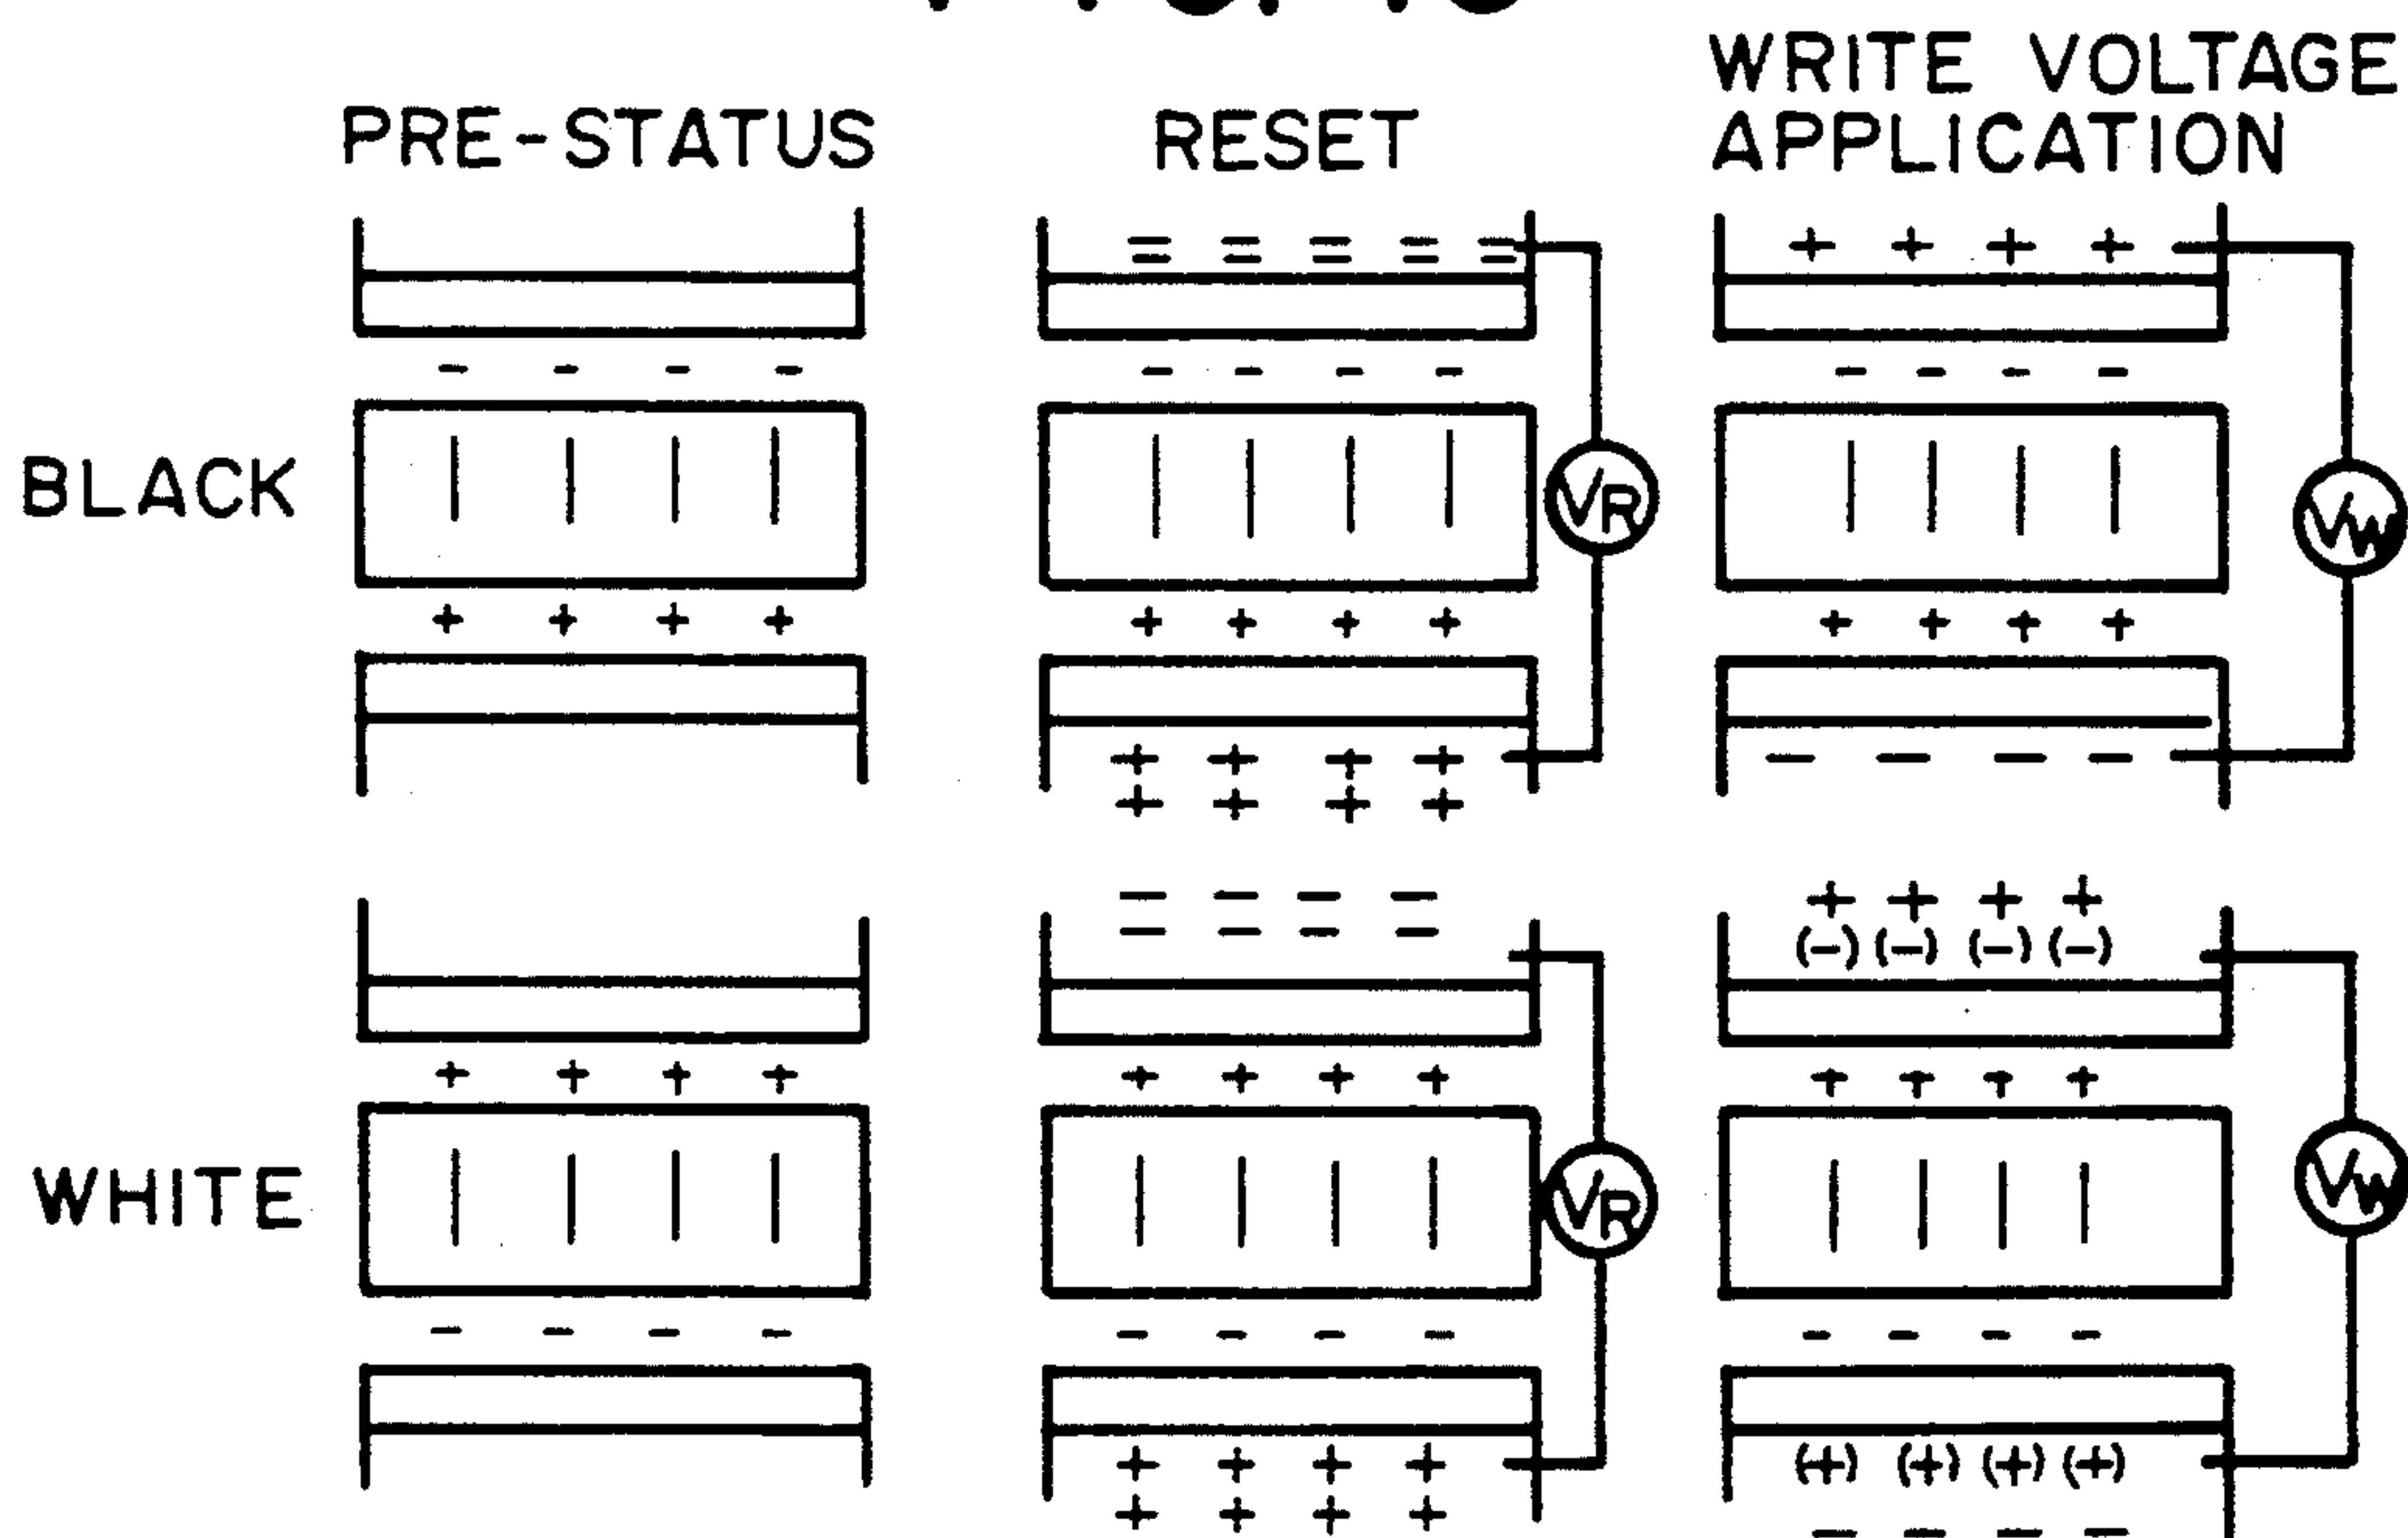 PRE-STATUS
RESET
WRITE VOLTAGE
APPLICATION
= = = = =
+ + + +
- - - -
- - - -
- - - -
BLACK
VR
VW
+ + + +
+ + + +
+ + + +
+ + + +
- - - -
+ + + +
- - - -
+ + + +
- - - -
(-) (-) (-) (-)
+ + + +
+ + + +
+ + + +
WHITE
VR
VW
- - - -
- - - -
- - - -
+ + + +
(+) (+) (+) (+)
+ + + +
- - - -